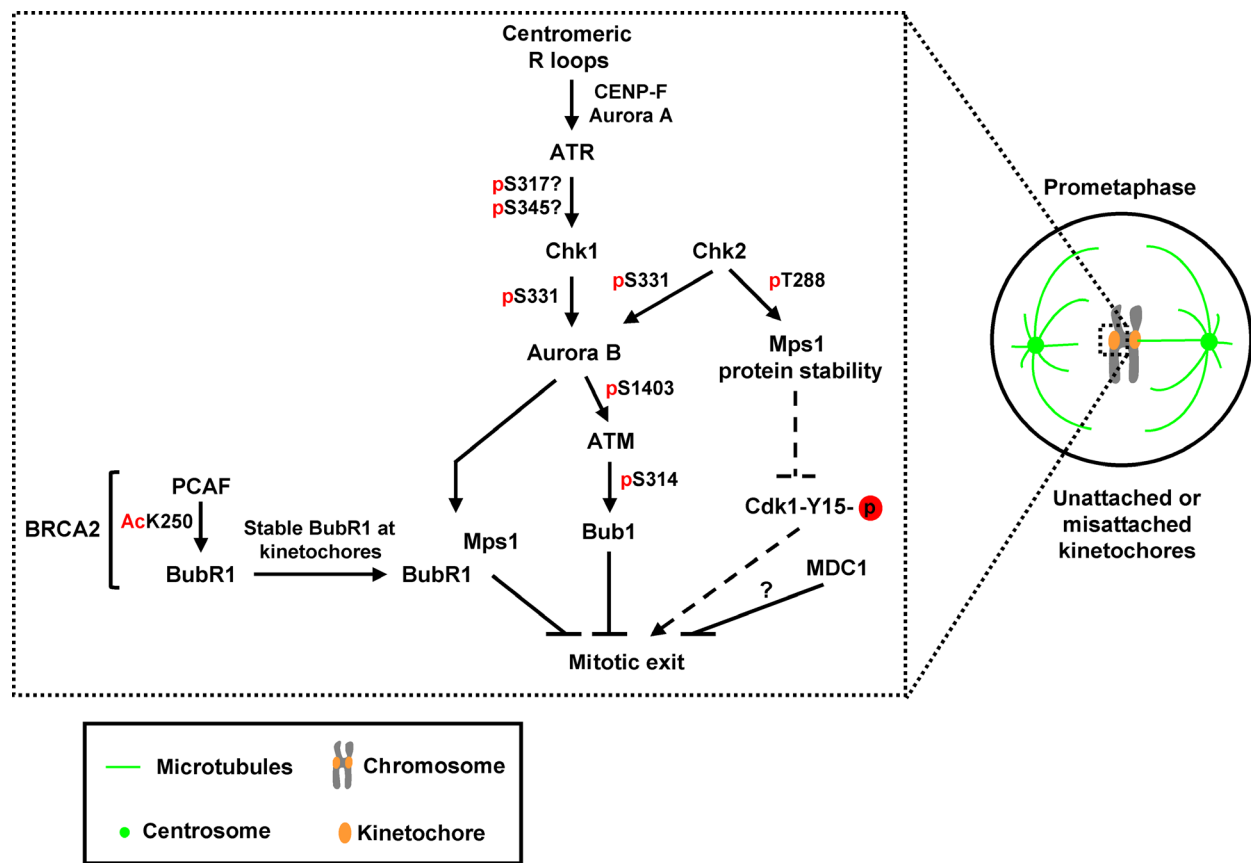 Centromeric
R loops
CENP-F
Aurora A
ATR
pS317?
pS345?
Chk1
Chk2
pS331
pS331
pT288
Aurora B
Mps1
protein stability
pS1403
ATM
pS314
PCAF
BRCA2
AcK250
BubR1
Stable BubR1 at
kinetochores
Mps1
BubR1
Bub1
Cdk1-Y15-p
MDC1
?
Mitotic exit
Prometaphase
Unattached or
misattached
kinetochores
Microtubules
Chromosome
Centrosome
Kinetochore